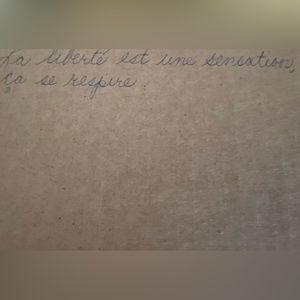 La liberté est une sensation,
ça se respire.